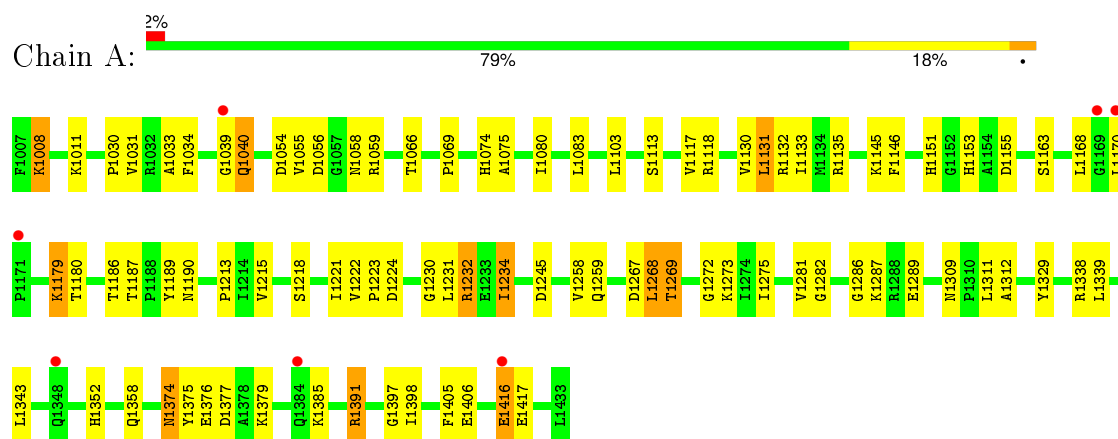 2%
Chain A:
79% 18% •
F1007 K1008 K1011 P1030 V1031 R1032 A1033 F1034 G1039 Q1040 D1054 V1055 D1056 G1057 N1058 R1059 T1066 P1069 H1074 A1075 I1080 L1083 L1103 S1113 V1117 R1118 V1130 L1131 R1132 I1133 M1134 R1135 K1145 F1146 H1151 G1152 H1153 A1154 D1155 S1163 L1168 G1169 L1170
P1171 K1179 T1180 T1186 T1187 P1188 Y1189 N1190 P1213 I1214 V1215 S1218 I1221 V1222 P1223 D1224 G1230 L1231 R1232 E1233 I1234 D1245 V1258 Q1259 D1267 L1268 T1269 G1272 K1273 I1274 I1275 V1281 G1282 G1286 K1287 R1288 E1289 N1309 P1310 L1311 A1312 Y1329 R1338 L1339
L1343 Q1348 H1352 Q1358 N1374 Y1375 E1376 D1377 A1378 K1379 Q1384 K1385 R1391 G1397 I1398 F1405 E1406 E1416 E1417 L1433